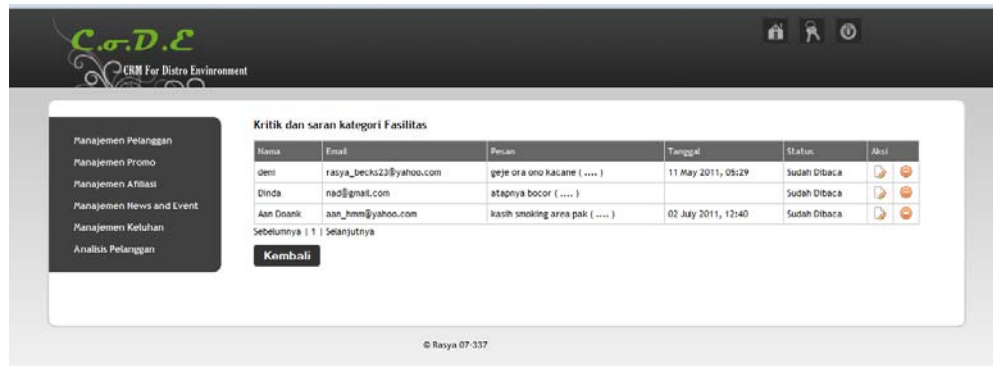 C.o.D.E
CRM For Distro Envinronment
Manajemen Pelanggan
Manajemen Promo
Manajemen Afiliasi
Manajemen News and Event
Manajemen Keluhan
Analisis Pelanggan
Kritik dan saran kategori Fasilitas
Nama Email Pesan Tanggal Status Aksi
deni rasya_becks23@yahoo.com geje ora ono kacane ( .... ) 11 May 2011, 05:29 Sudah Dibaca
Dinda nad@gmail.com atapnya bocor ( .... ) Sudah Dibaca
Aan Doank aan_hmm@yahoo.com kasih smoking area pak ( .... ) 02 July 2011, 12:40 Sudah Dibaca
Sebelumnya | 1 | Selanjutnya
Kembali
© Rasya 07-337